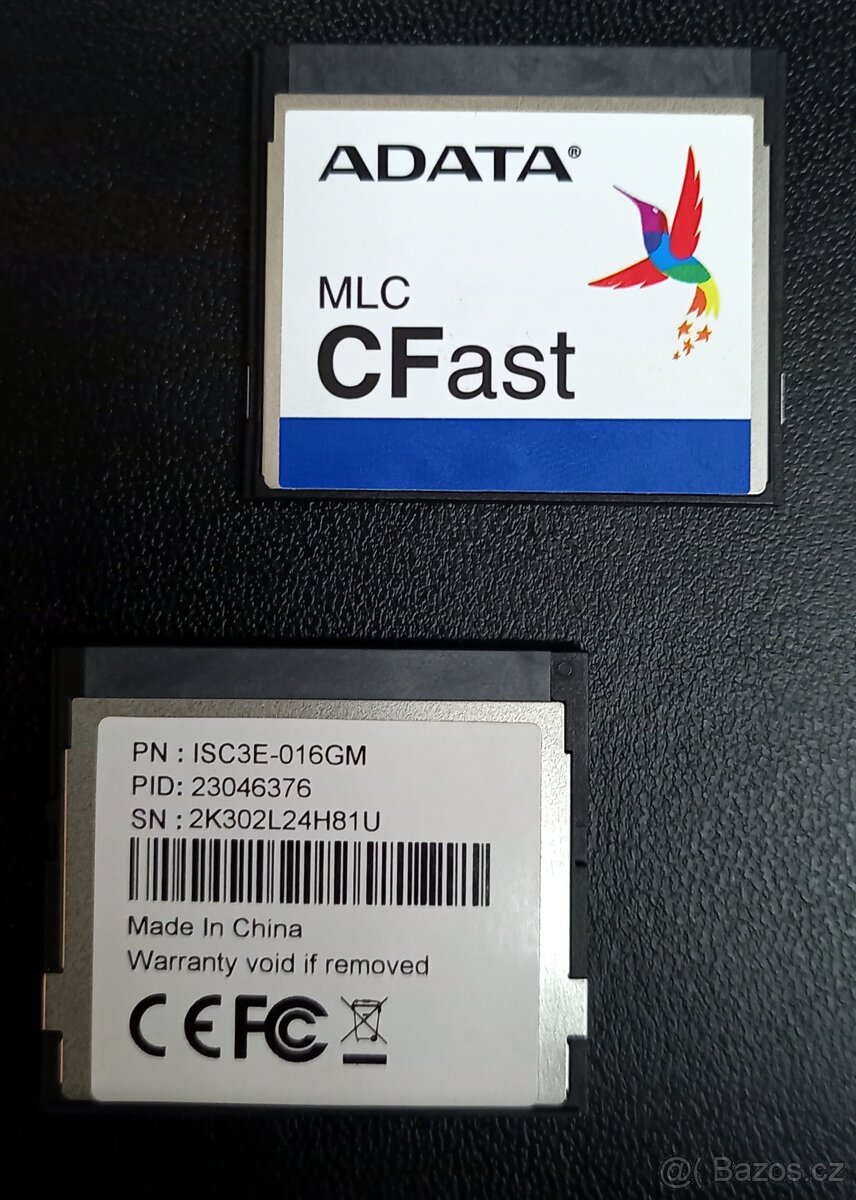 ADATA®
MLC
CFast
PN : ISC3E-016GM
PID: 23046376
SN : 2K302L24H81U
Made In China
Warranty void if removed
CE FC
@( Bazos.cz